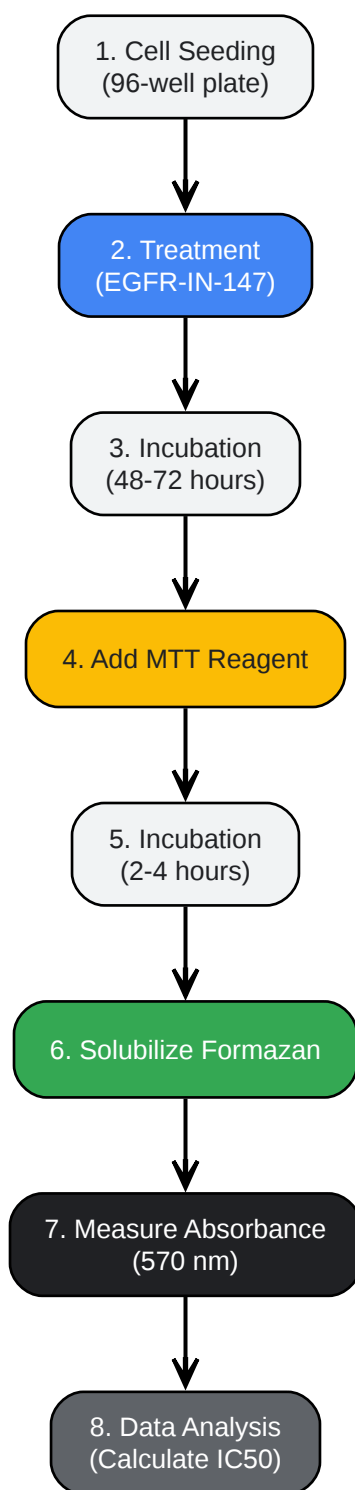 1. Cell Seeding
(96-well plate)
2. Treatment
(EGFR-IN-147)
3. Incubation
(48-72 hours)
4. Add MTT Reagent
5. Incubation
(2-4 hours)
6. Solubilize Formazan
7. Measure Absorbance
(570 nm)
8. Data Analysis
(Calculate IC50)